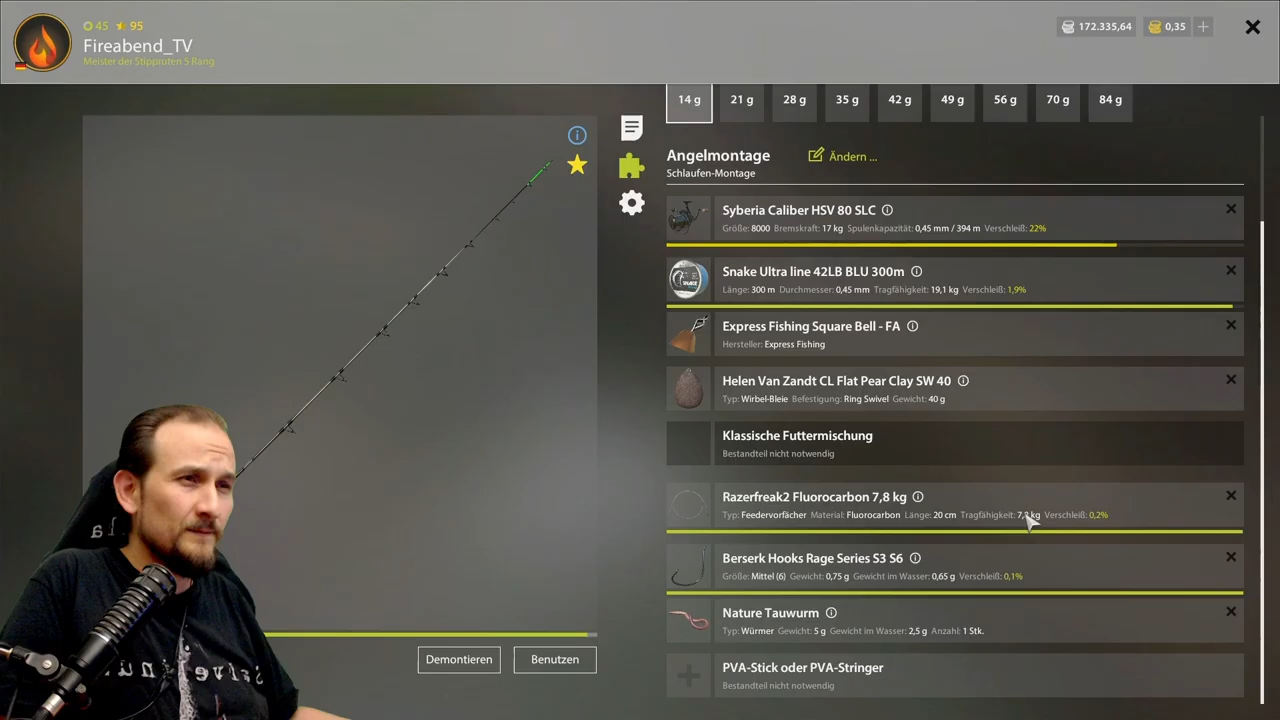 45 95
Fireabend_TV
Meister der Stippruten 5 Rang
172.335,64
0,35
14 g
21 g
28 g
35 g
42 g
49 g
56 g
70 g
84 g
Angelmontage
Ändern ...
Schlaufen-Montage
Syberia Caliber HSV 80 SLC
Größe: 8000 Bremskraft: 17 kg Spulenkapazität: 0,45 mm / 394 m Verschleiß: 22%
Snake Ultra line 42LB BLU 300m
Länge: 300 m Durchmesser: 0,45 mm Tragfähigkeit: 19,1 kg Verschleiß: 1,9%
Express Fishing Square Bell - FA
Hersteller: Express Fishing
Helen Van Zandt CL Flat Pear Clay SW 40
Typ: Wirbel-Bleie Befestigung: Ring Swivel Gewicht: 40 g
Klassische Futtermischung
Bestandteil nicht notwendig
Razerfreak2 Fluorocarbon 7,8 kg
Typ: Feedervorfächer Material: Fluorocarbon Länge: 20 cm Tragfähigkeit: 7,8 kg Verschleiß: 0,2%
Berserk Hooks Rage Series S3 S6
Größe: Mittel (6) Gewicht: 0,75 g Gewicht im Wasser: 0,65 g Verschleiß: 0,1%
Nature Tauwurm
Typ: Würmer Gewicht: 5 g Gewicht im Wasser: 2,5 g Anzahl: 1 Stk.
PVA-Stick oder PVA-Stringer
Bestandteil nicht notwendig
Demontieren
Benutzen